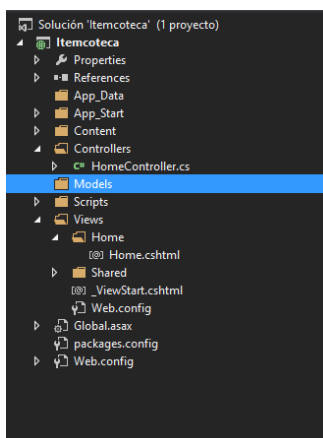 Solución 'Itemcoteca' (1 proyecto)
Itemcoteca
Properties
References
App_Data
App_Start
Content
Controllers
C# HomeController.cs
Models
Scripts
Views
Home
[@] Home.cshtml
Shared
[@] _ViewStart.cshtml
Web.config
Global.asax
packages.config
Web.config